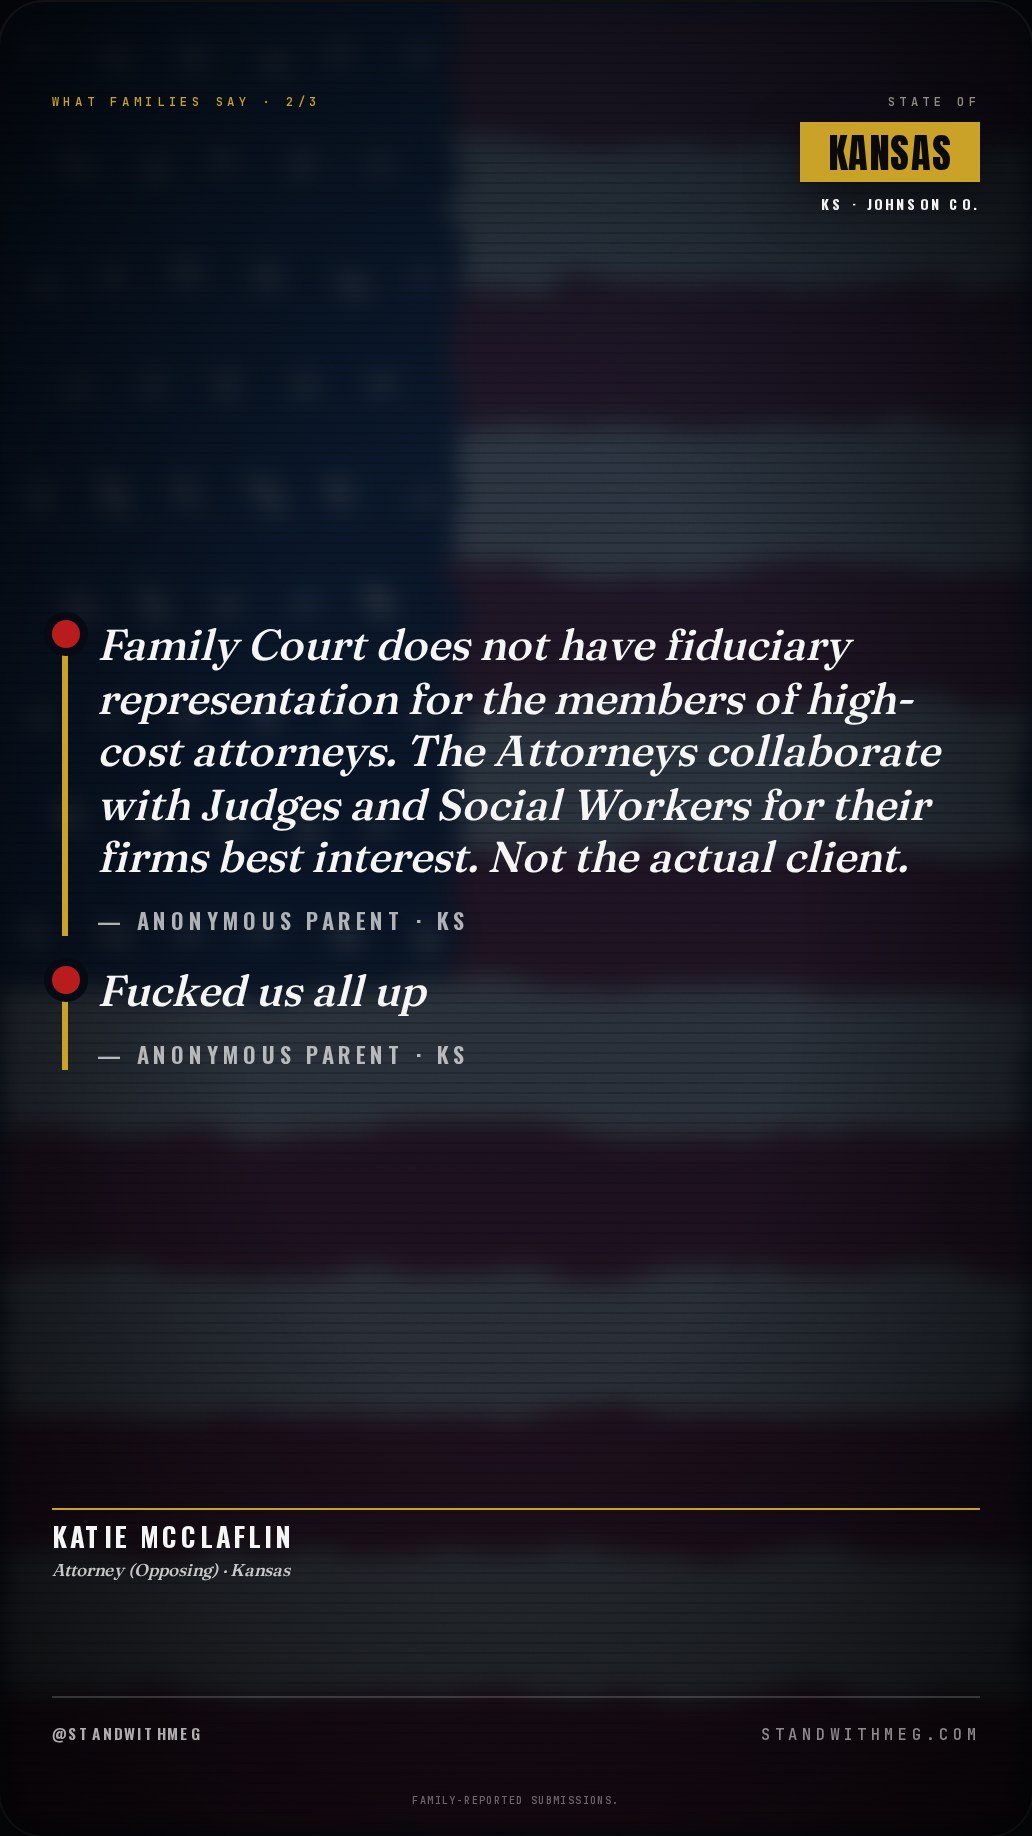 WHAT FAMILIES SAY · 2/3
STATE OF
KANSAS
KS · JOHNSON CO.
Family Court does not have fiduciary
representation for the members of high-
cost attorneys. The Attorneys collaborate
with Judges and Social Workers for their
firms best interest. Not the actual client.
— ANONYMOUS PARENT · KS
Fucked us all up
— ANONYMOUS PARENT · KS
KATIE MCCLAFLIN
Attorney (Opposing) · Kansas
@STANDWITHMEG
STANDWITHMEG.COM
FAMILY-REPORTED SUBMISSIONS.